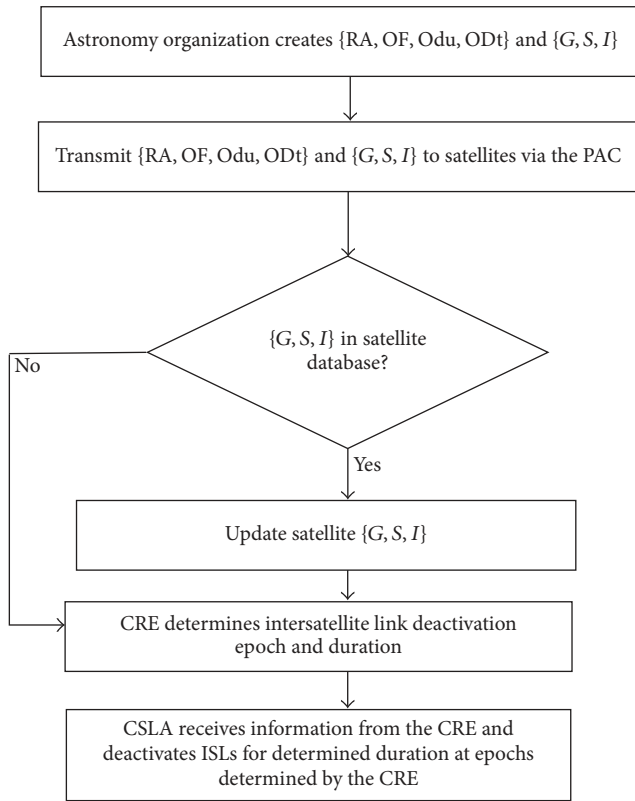 Astronomy organization creates {RA, OF, Odu, ODt} and {G, S, I}
Transmit {RA, OF, Odu, ODt} and {G, S, I} to satellites via the PAC
{G, S, I} in satellite
database?
No
Yes
Update satellite {G, S, I}
CRE determines intersatellite link deactivation
epoch and duration
CSLA receives information from the CRE and
deactivates ISLs for determined duration at epochs
determined by the CRE